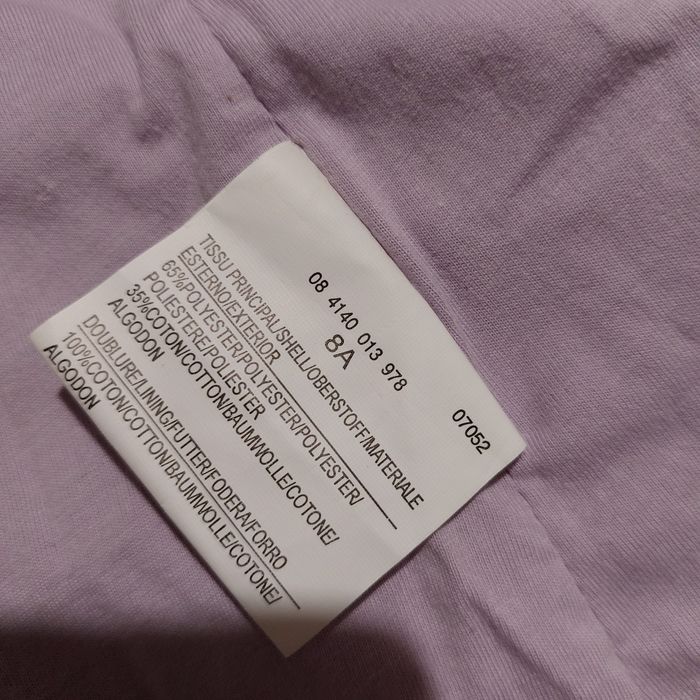 08 4140 013 978 07052
8A
TISSU PRINCIPAL/SHELL/OBERSTOFF/MATERIALE
ESTERNO/EXTERIOR
65%POLYESTER/POLYESTER/POLYESTER/
POLIESTERE/POLIESTER
35%COTON/COTTON/BAUMWOLLE/COTONE/
ALGODON
DOUBLURE/LINING/FUTTER/FODERA/FORRO
100%COTON/COTTON/BAUMWOLLE/COTONE/
ALGODON